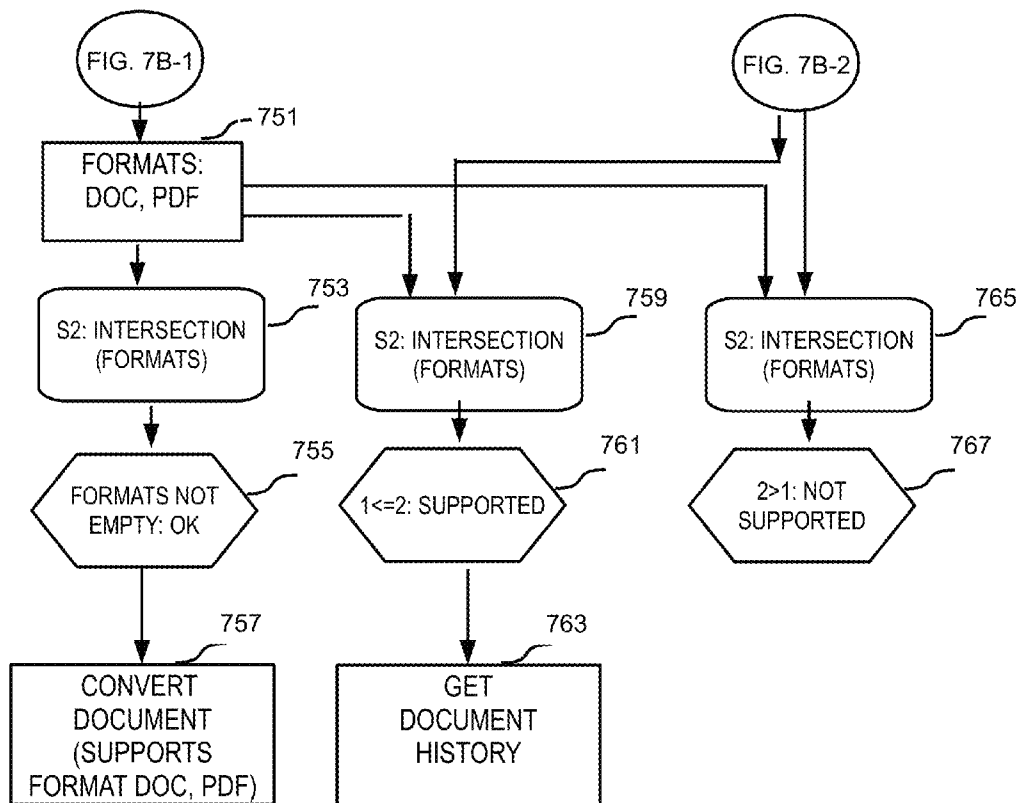 FIG. 7B-1
FIG. 7B-2
751
FORMATS:
DOC, PDF
753
S2: INTERSECTION
(FORMATS)
759
S2: INTERSECTION
(FORMATS)
765
S2: INTERSECTION
(FORMATS)
755
FORMATS NOT
EMPTY: OK
761
1<=2: SUPPORTED
767
2>1: NOT
SUPPORTED
757
CONVERT
DOCUMENT
(SUPPORTS
FORMAT DOC, PDF)
763
GET
DOCUMENT
HISTORY